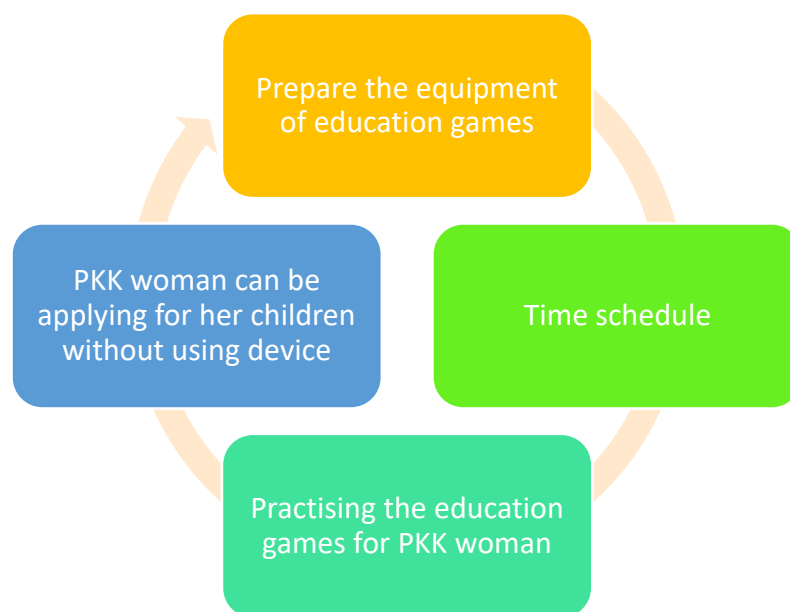 Prepare the equipment
of education games
Time schedule
Practising the education
games for PKK woman
PKK woman can be
applying for her children
without using device